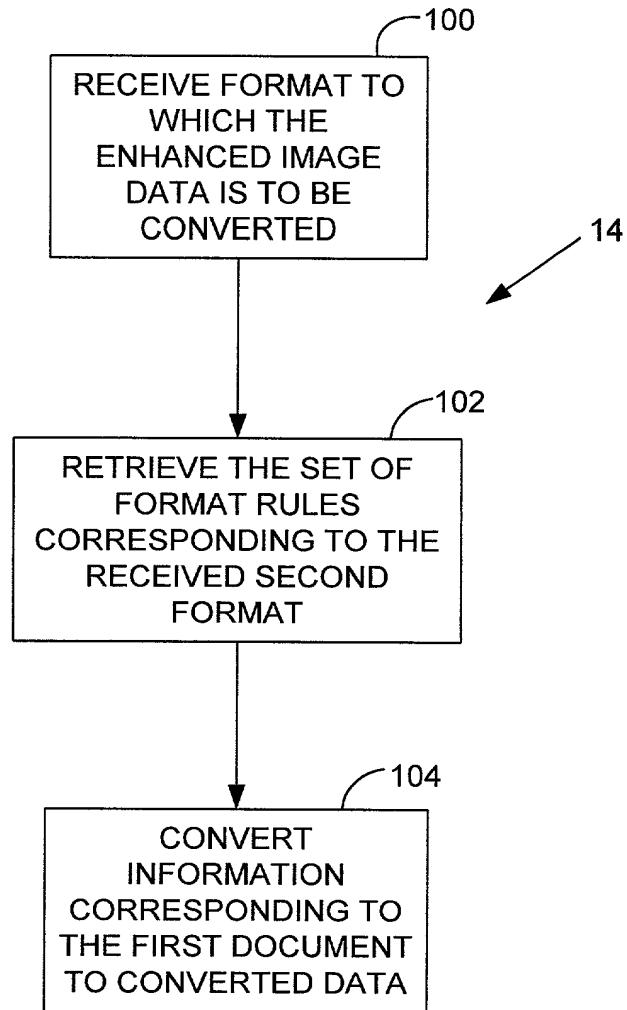 100
RECEIVE FORMAT TO
WHICH THE
ENHANCED IMAGE
DATA IS TO BE
CONVERTED
14
102
RETRIEVE THE SET OF
FORMAT RULES
CORRESPONDING TO THE
RECEIVED SECOND
FORMAT
104
CONVERT
INFORMATION
CORRESPONDING TO
THE FIRST DOCUMENT
TO CONVERTED DATA